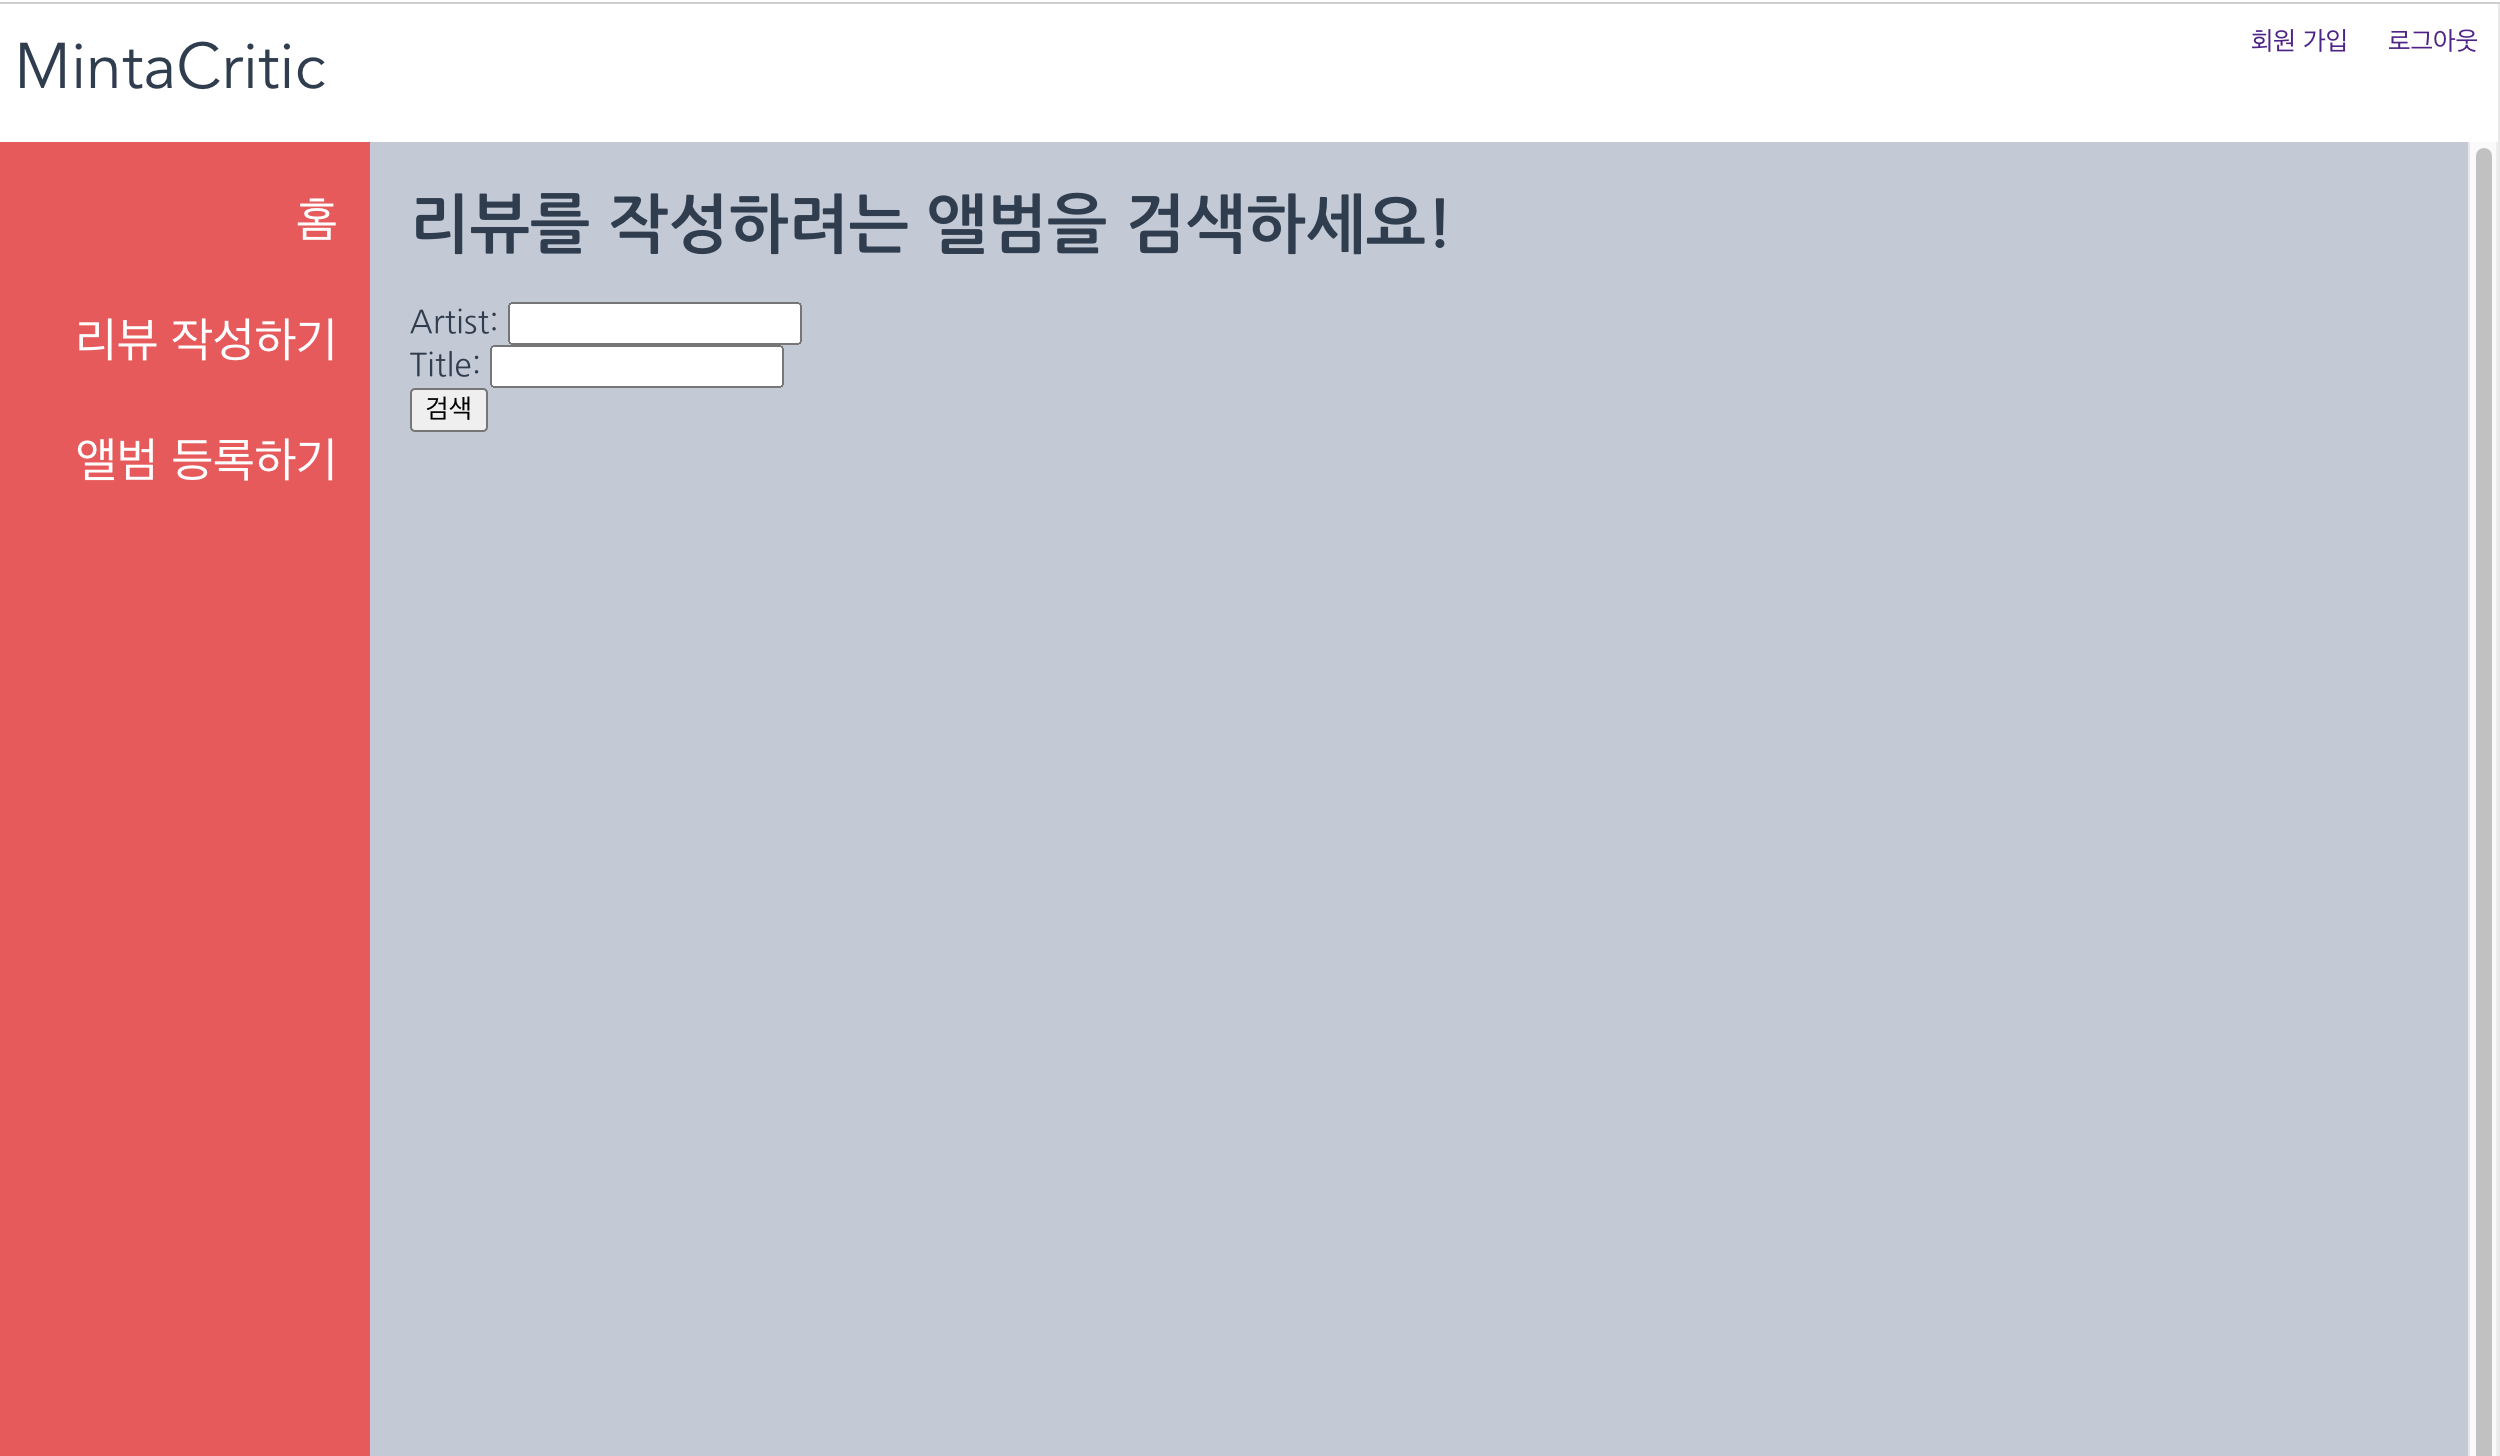 MintaCritic
회원 가입
로그아웃
홈
리뷰 작성하기
앨범 등록하기
리뷰를 작성하려는 앨범을 검색하세요!
Artist:
Title:
검색